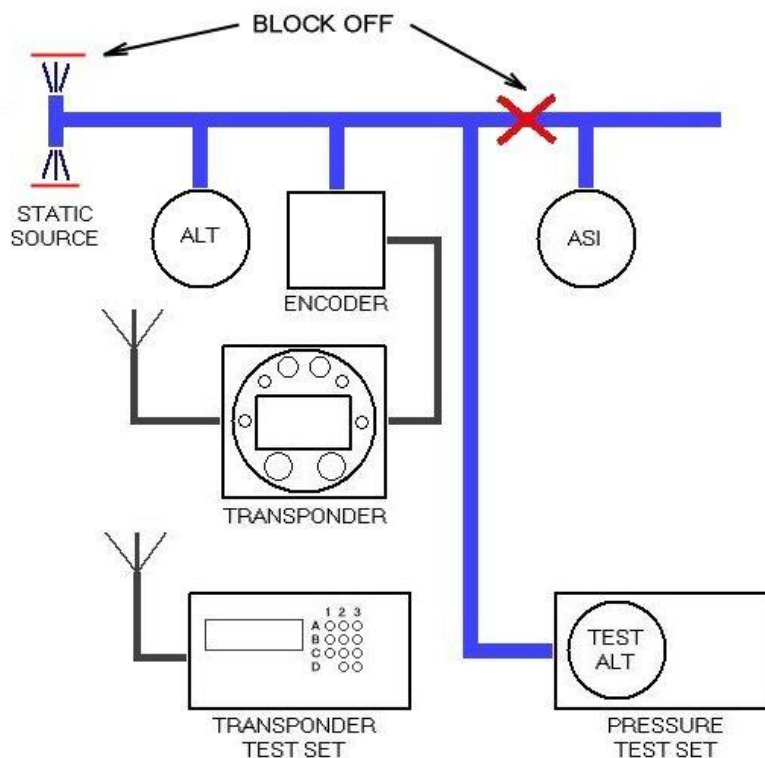 BLOCK OFF
STATIC
SOURCE
ALT
ENCODER
ASI
TRANSPONDER
1 2 3
A
B
C
D
TRANSPONDER
TEST SET
TEST
ALT
PRESSURE
TEST SET